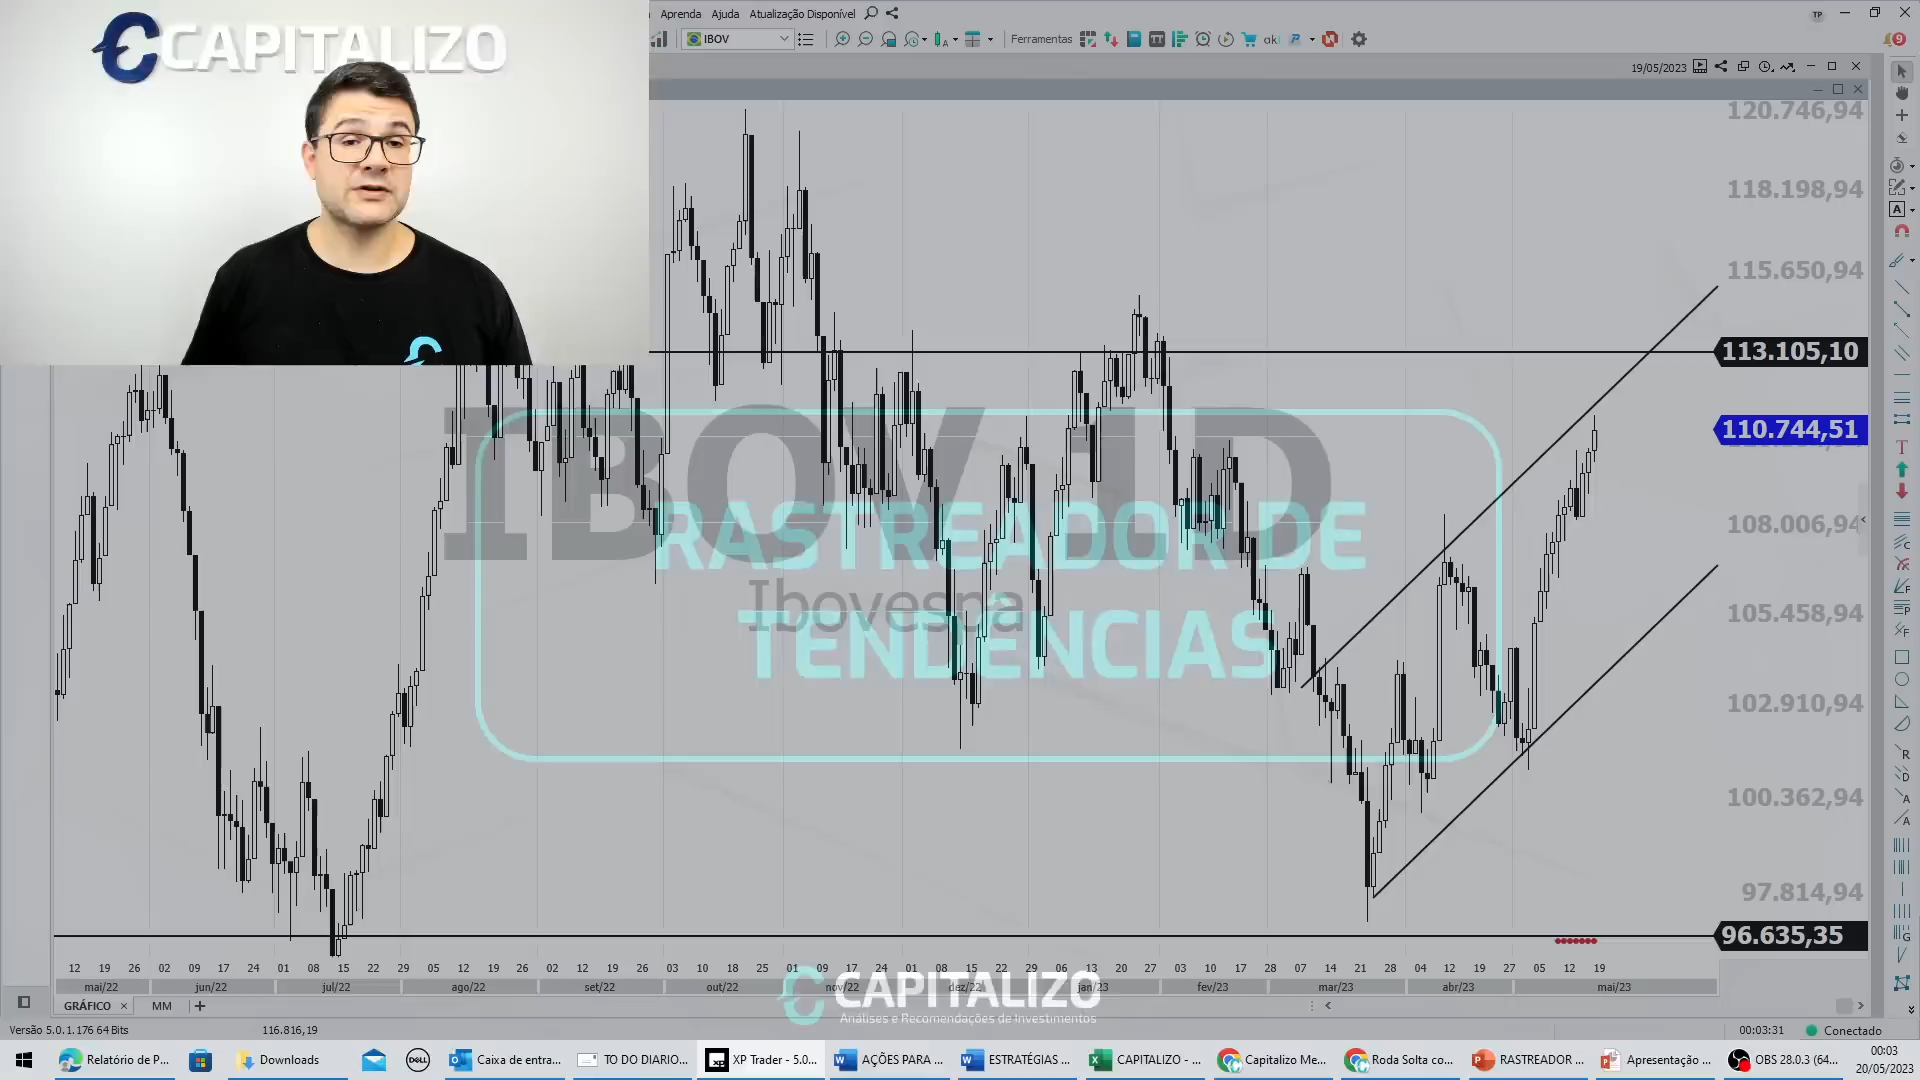 CAPITALIZO
Aprenda Ajuda Atualização Disponível
TP
IBOV
Ferramentas
aki
9
19/05/2023
120.746,94
118.198,94
115.650,94
113.105,10
110.744,51
108.006,94
105.458,94
102.910,94
100.362,94
97.814,94
96.635,35
IBOV 1D
Ibovespa
RASTREADOR DE
TENDÊNCIAS
12 19 26 02 09 17 24 01 08 15 22 29 05 12 19 26 02 12 19 26 03 10 18 25 01 09 16 23 01 08 15 22 29 06 13 20 27 03 10 17 28 07 14 21 28 05 12 19 27 05 12 19
mai/22 jun/22 jul/22 ago/22 set/22 out/22 nov/22 dez/22 jan/23 fev/23 mar/23 abr/23 mai/23
CAPITALIZO
Análises e Recomendações de Investimentos
GRÁFICO MM
Versão 5.0.1.176 64 Bits 116.816,19 00:03:31 Conectado
Relatório de P... Downloads Caixa de entra... TO DO DIARIO... XP Trader - 5.0... AÇÕES PARA ... ESTRATÉGIAS ... CAPITALIZO - ... Capitalizo Me... Roda Solta co... RASTREADOR ... Apresentação ... OBS 28.0.3 (64...
00:03
20/05/2023